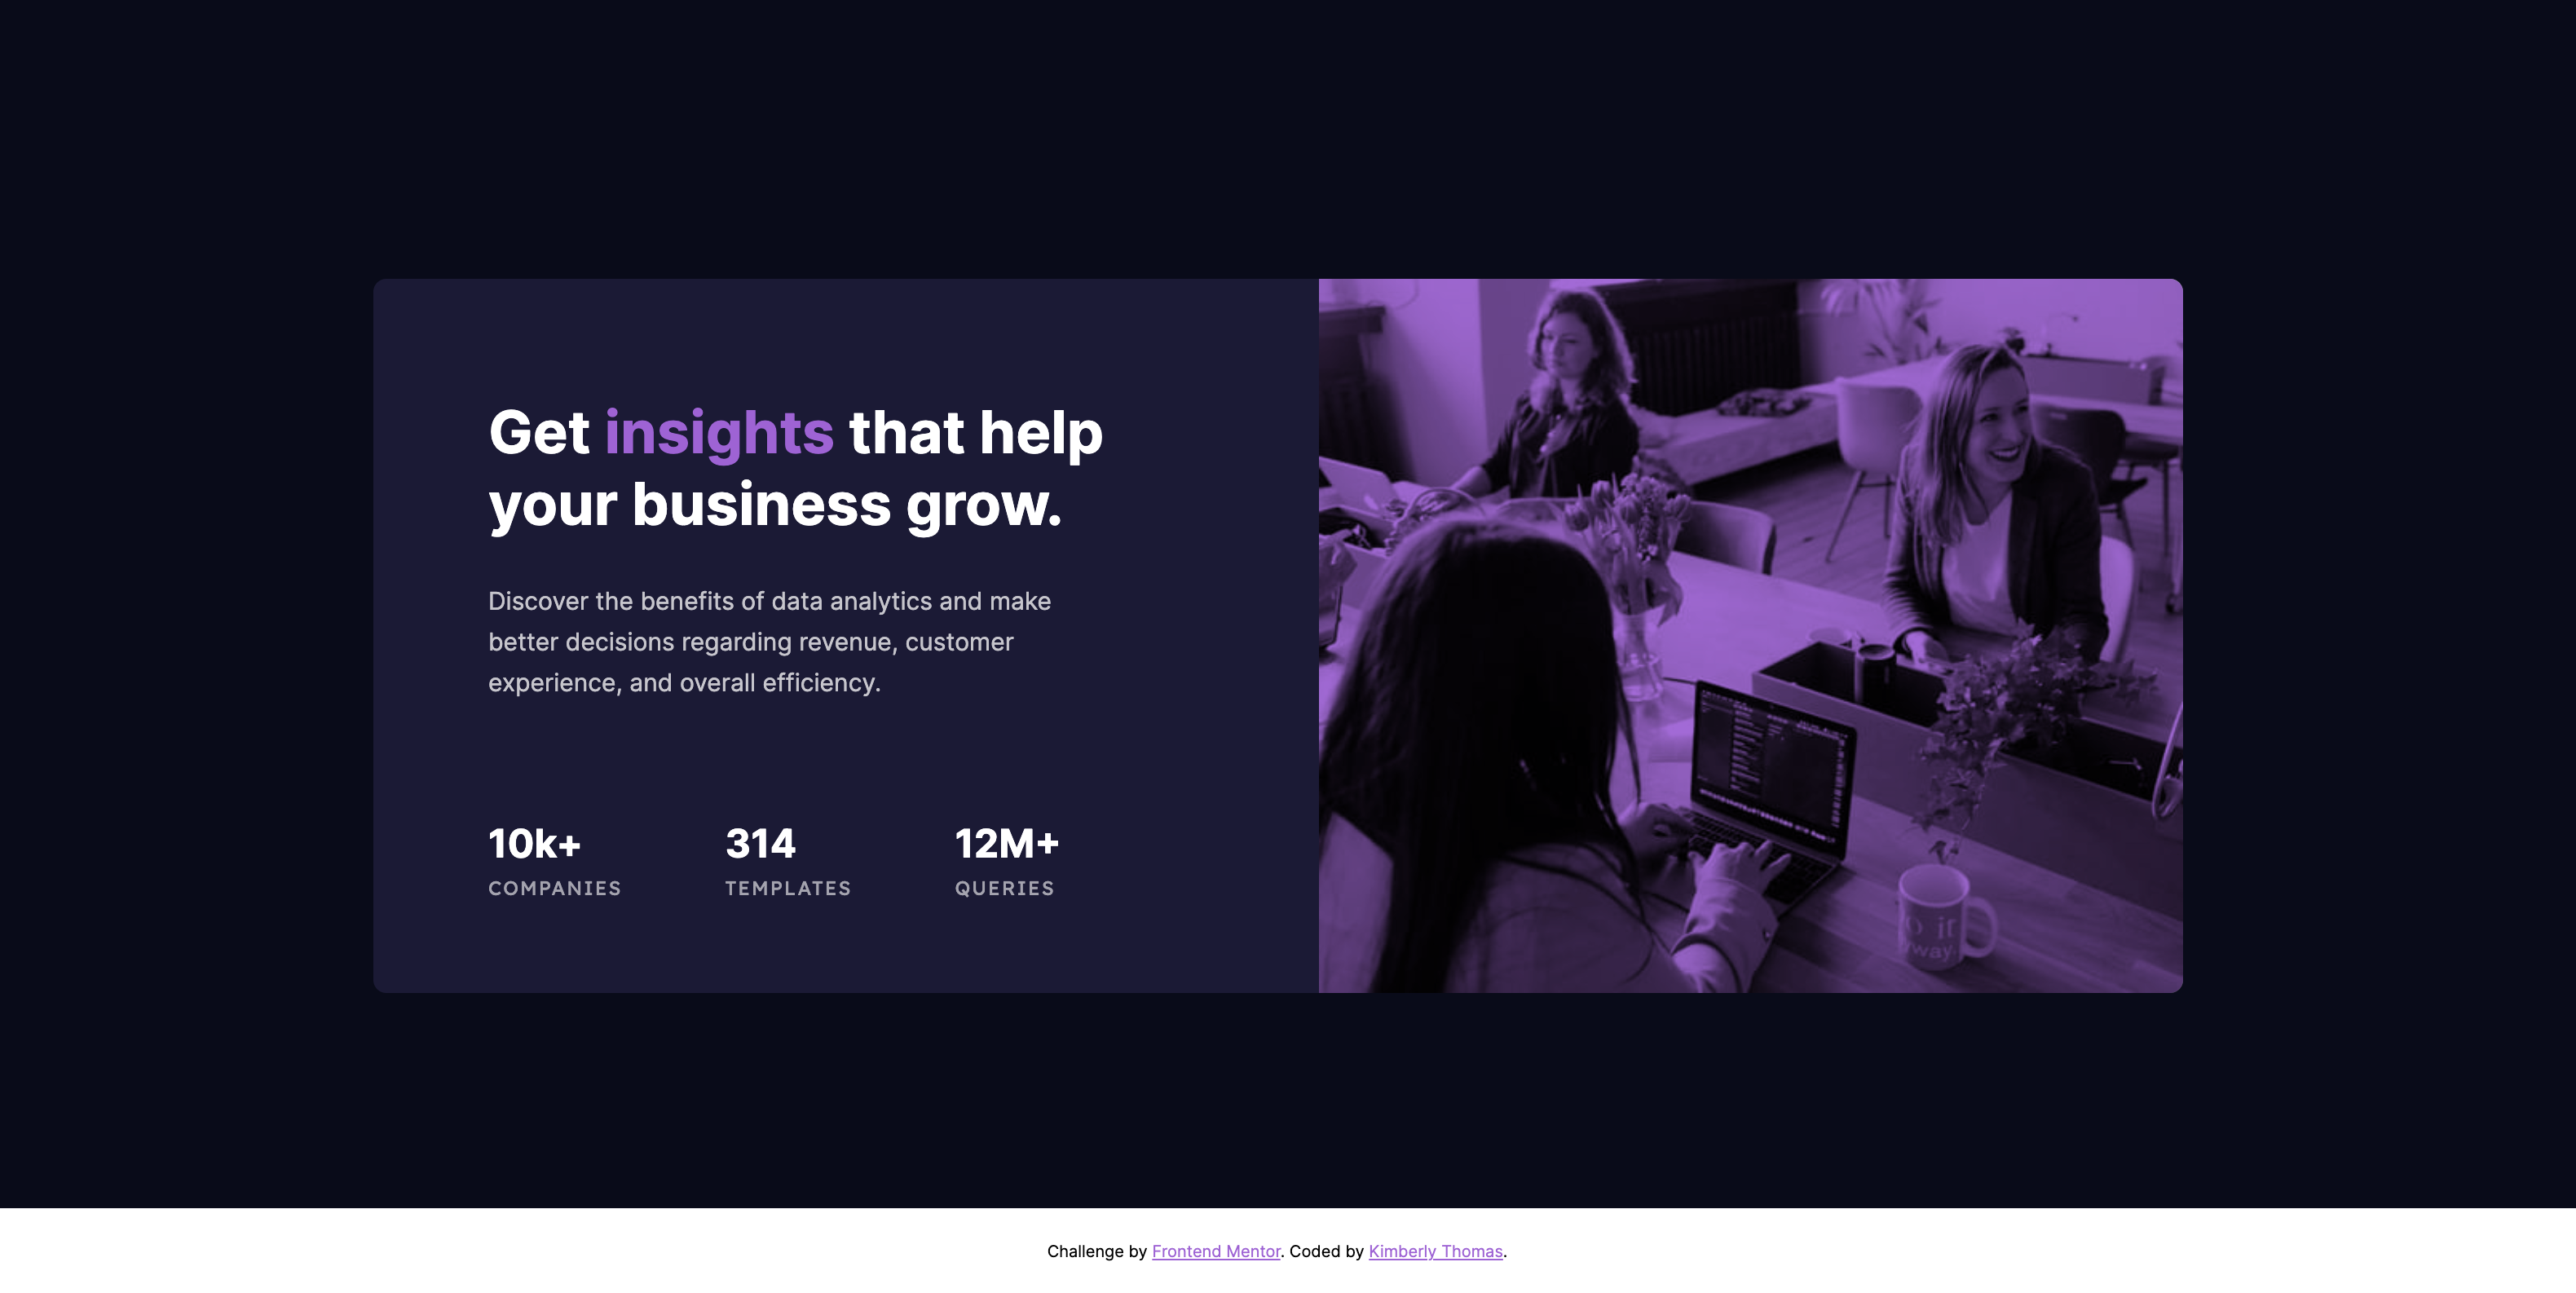 Get insights that help
your business grow.
Discover the benefits of data analytics and make
better decisions regarding revenue, customer
experience, and overall efficiency.
10k+ 314 12M+
COMPANIES TEMPLATES QUERIES
Challenge by Frontend Mentor. Coded by Kimberly Thomas.